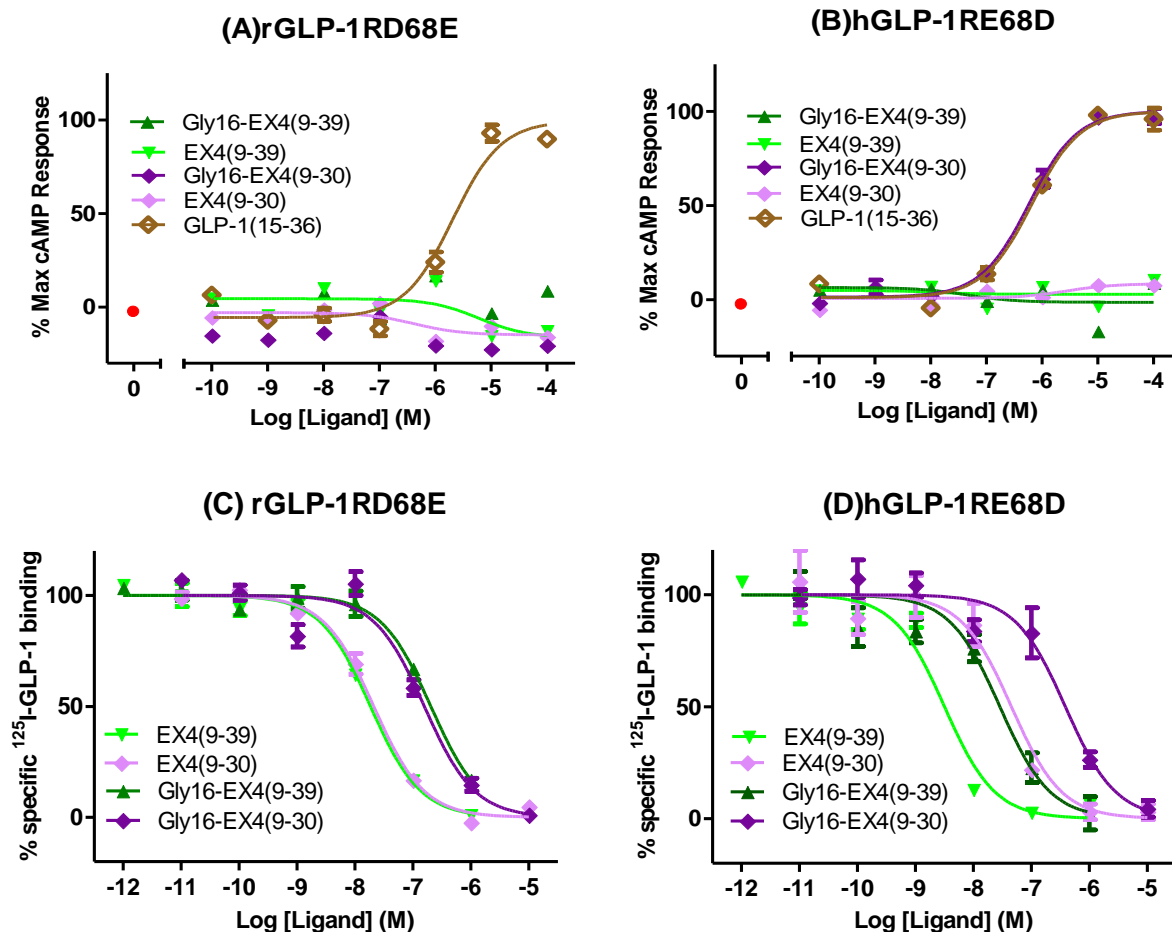 (A)rGLP-1RD68E
% Max cAMP Response
100
50
0
Gly16-EX4(9-39)
EX4(9-39)
Gly16-EX4(9-30)
EX4(9-30)
GLP-1(15-36)
0
-10
-9
-8
-7
-6
-5
-4
Log [Ligand] (M)
(B)hGLP-1RE68D
% Max cAMP Response
100
50
0
Gly16-EX4(9-39)
EX4(9-39)
Gly16-EX4(9-30)
EX4(9-30)
GLP-1(15-36)
0
-10
-9
-8
-7
-6
-5
-4
Log [Ligand] (M)
(C) rGLP-1RD68E
% specific ¹²⁵I-GLP-1 binding
100
50
0
EX4(9-39)
EX4(9-30)
Gly16-EX4(9-39)
Gly16-EX4(9-30)
-12
-11
-10
-9
-8
-7
-6
-5
Log [Ligand] (M)
(D)hGLP-1RE68D
% specific ¹²⁵I-GLP-1 binding
100
50
0
EX4(9-39)
EX4(9-30)
Gly16-EX4(9-39)
Gly16-EX4(9-30)
-12
-11
-10
-9
-8
-7
-6
-5
Log [Ligand] (M)